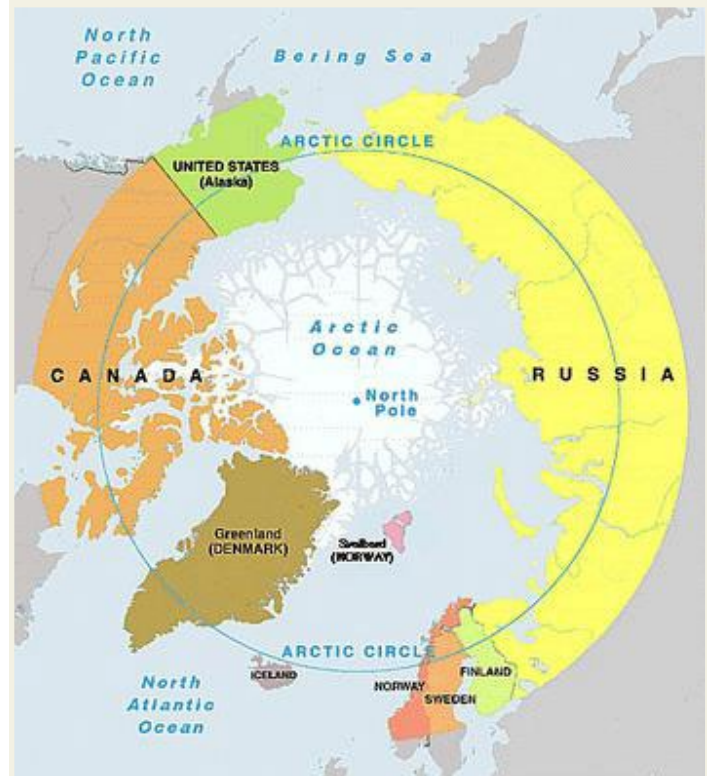 North
Pacific
Ocean
Bering Sea
ARCTIC CIRCLE
UNITED STATES
(Alaska)
Arctic
Ocean
CANADA
North
Pole
RUSSIA
Greenland
(DENMARK)
Svalbard
(NORWAY)
ARCTIC CIRCLE
ICELAND
NORWAY
SWEDEN
FINLAND
North
Atlantic
Ocean